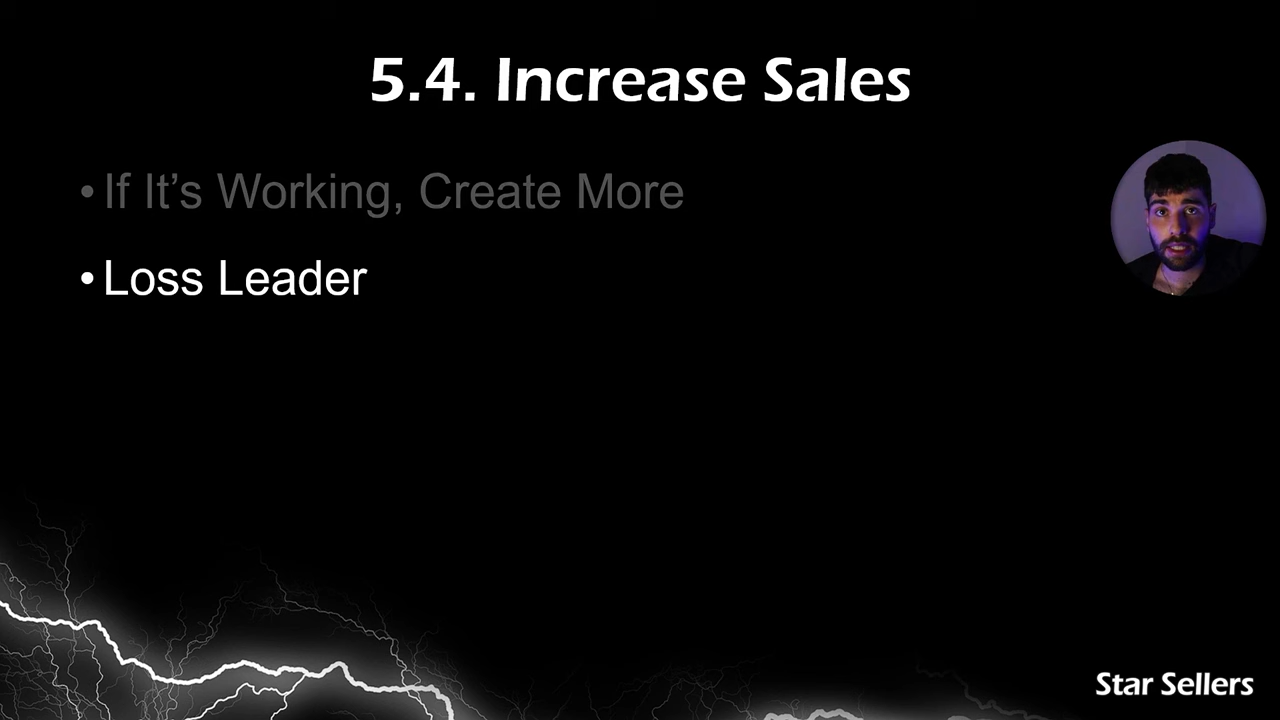 5.4. Increase Sales
• If It’s Working, Create More
• Loss Leader
Star Sellers